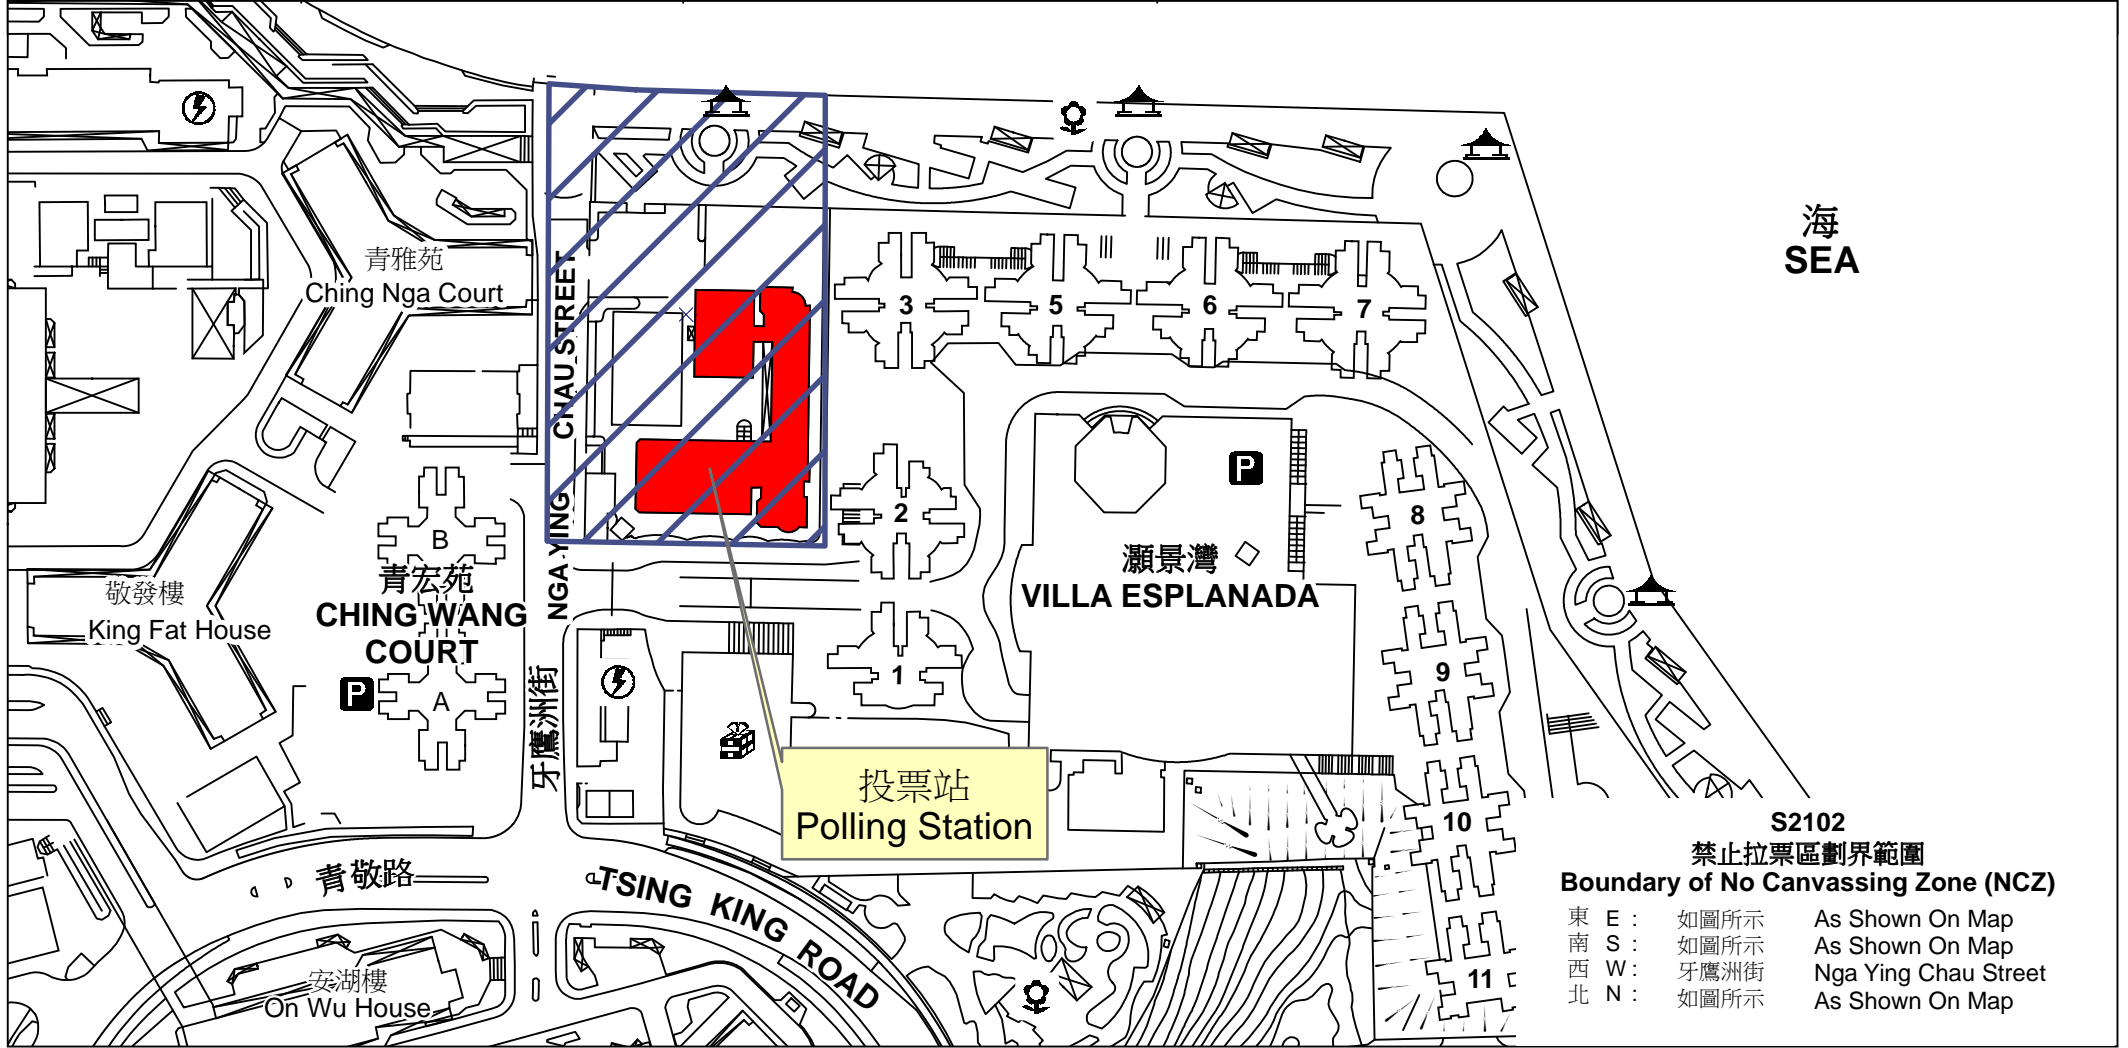 海
SEA
青雅苑
Ching Nga Court
NGA YING CHAU STREET
3
5
6
7
2
8
B
青宏苑
CHING WANG
COURT
A
P
敬發樓
King Fat House
P
灝景灣
VILLA ESPLANADA
1
9
牙鷹洲街
投票站
Polling Station
10
11
青敬路
TSING KING ROAD
安湖樓
On Wu House
S2102
禁止拉票區劃界範圍
Boundary of No Canvassing Zone (NCZ)
東 E : 如圖所示 As Shown On Map
南 S : 如圖所示 As Shown On Map
西 W : 牙鷹洲街 Nga Ying Chau Street
北 N : 如圖所示 As Shown On Map